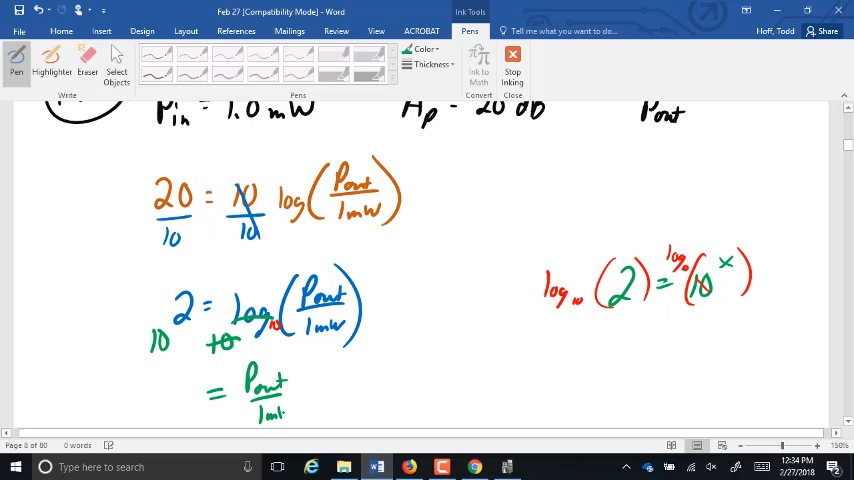 Feb 27 [Compatibility Mode] - Word
Ink Tools
Hoff, Todd
File Home Insert Design Layout References Mailings Review View ACROBAT Pens Tell me what you want to do... Share
Pen Highlighter Eraser Select Objects
Color
Thickness
Ink to Math
Stop Inking
Write Pens Convert Close
Pin = 1.0 mW Ap = 20 dB Pout
20 = 10 log (Pout / 1mW)
10 10
2 = log10 (Pout / 1mW)
10 10
log10 (2) = log10 (10^x)
= Pout / 1mW
Page 8 of 80 0 words 150%
Type here to search
12:34 PM
2/27/2018
2